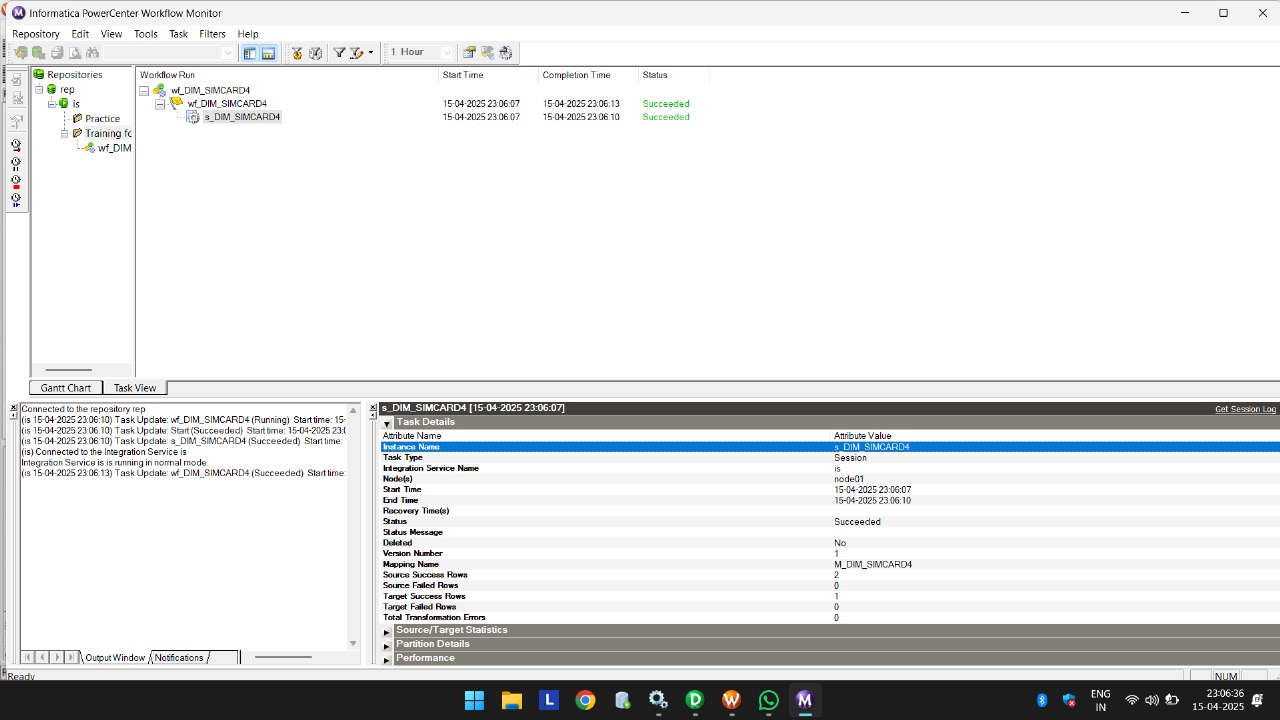 Informatica PowerCenter Workflow Monitor
Repository Edit View Tools Task Filters Help
1 Hour
Repositories
rep
is
Practice
Training fc
wf_DIM
Workflow Run Start Time Completion Time Status
wf_DIM_SIMCARD4
wf_DIM_SIMCARD4 15-04-2025 23:06:07 15-04-2025 23:06:13 Succeeded
s_DIM_SIMCARD4 15-04-2025 23:06:07 15-04-2025 23:06:10 Succeeded
Gantt Chart Task View
Connected to the repository rep
(is 15-04-2025 23:06:10) Task Update: wf_DIM_SIMCARD4 (Running) Start time: 15-
(is 15-04-2025 23:06:10) Task Update: Start(Succeeded) Start time: 15-04-2025 23:0
(is 15-04-2025 23:06:10) Task Update: s_DIM_SIMCARD4 (Succeeded) Start time:
(is) Connected to the Integration Service is.
Integration Service is is running in normal mode.
(is 15-04-2025 23:06:13) Task Update: wf_DIM_SIMCARD4 (Succeeded) Start time:
Output Window Notifications
s_DIM_SIMCARD4 [15-04-2025 23:06:07] Get Session Log
Task Details
Attribute Name Attribute Value
Instance Name s_DIM_SIMCARD4
Task Type Session
Integration Service Name is
Node(s) node01
Start Time 15-04-2025 23:06:07
End Time 15-04-2025 23:06:10
Recovery Time(s)
Status Succeeded
Status Message
Deleted No
Version Number 1
Mapping Name M_DIM_SIMCARD4
Source Success Rows 2
Source Failed Rows 0
Target Success Rows 1
Target Failed Rows 0
Total Transformation Errors 0
Source/Target Statistics
Partition Details
Performance
Ready NUM
L D W M
ENG
IN
23:06:36
15-04-2025